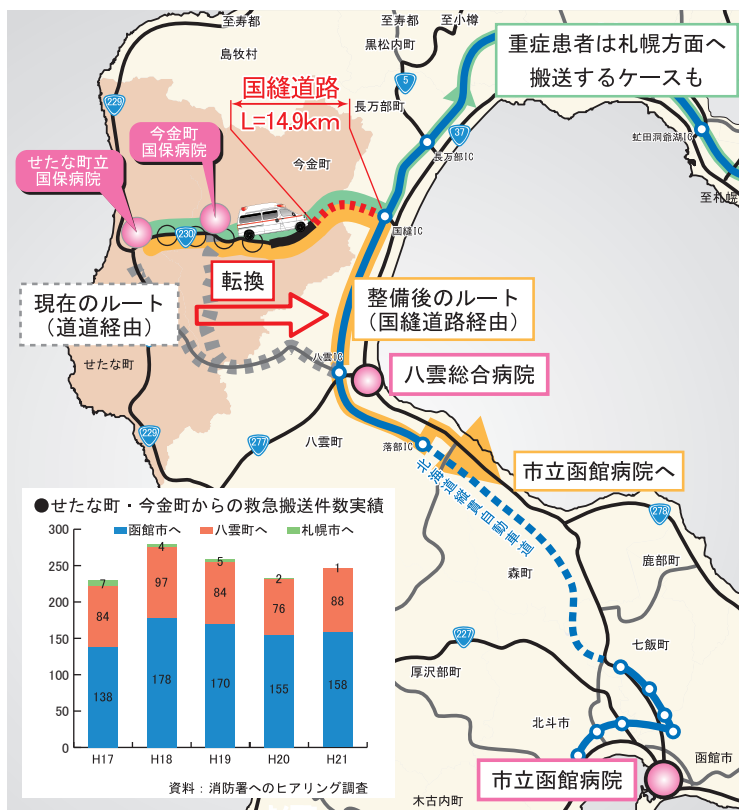 至寿都
至寿都
至小樽
黒松内町
島牧村
5
229
重症患者は札幌方面へ
搬送するケースも
国縫道路
L=14.9km
長万部町
37
長万部IC
虻田洞爺湖IC
至札幌
今金町
国保病院
今金町
せたな町立
国保病院
230
国縫IC
転換
現在のルート
（道道経由）
整備後のルート
（国縫道路経由）
せたな町
八雲IC
八雲総合病院
229
277
八雲町
落部IC
市立函館病院へ
北海道縦貫自動車道
278
鹿部町
森町
227
七飯町
厚沢部町
北斗市
函館市
市立函館病院
木古内町
●せたな町・今金町からの救急搬送件数実績
函館市へ 八雲町へ 札幌市へ
300
250
200
150
100
50
0
7
84
138
4
97
178
5
84
170
2
76
155
1
88
158
H17 H18 H19 H20 H21
資料：消防署へのヒアリング調査